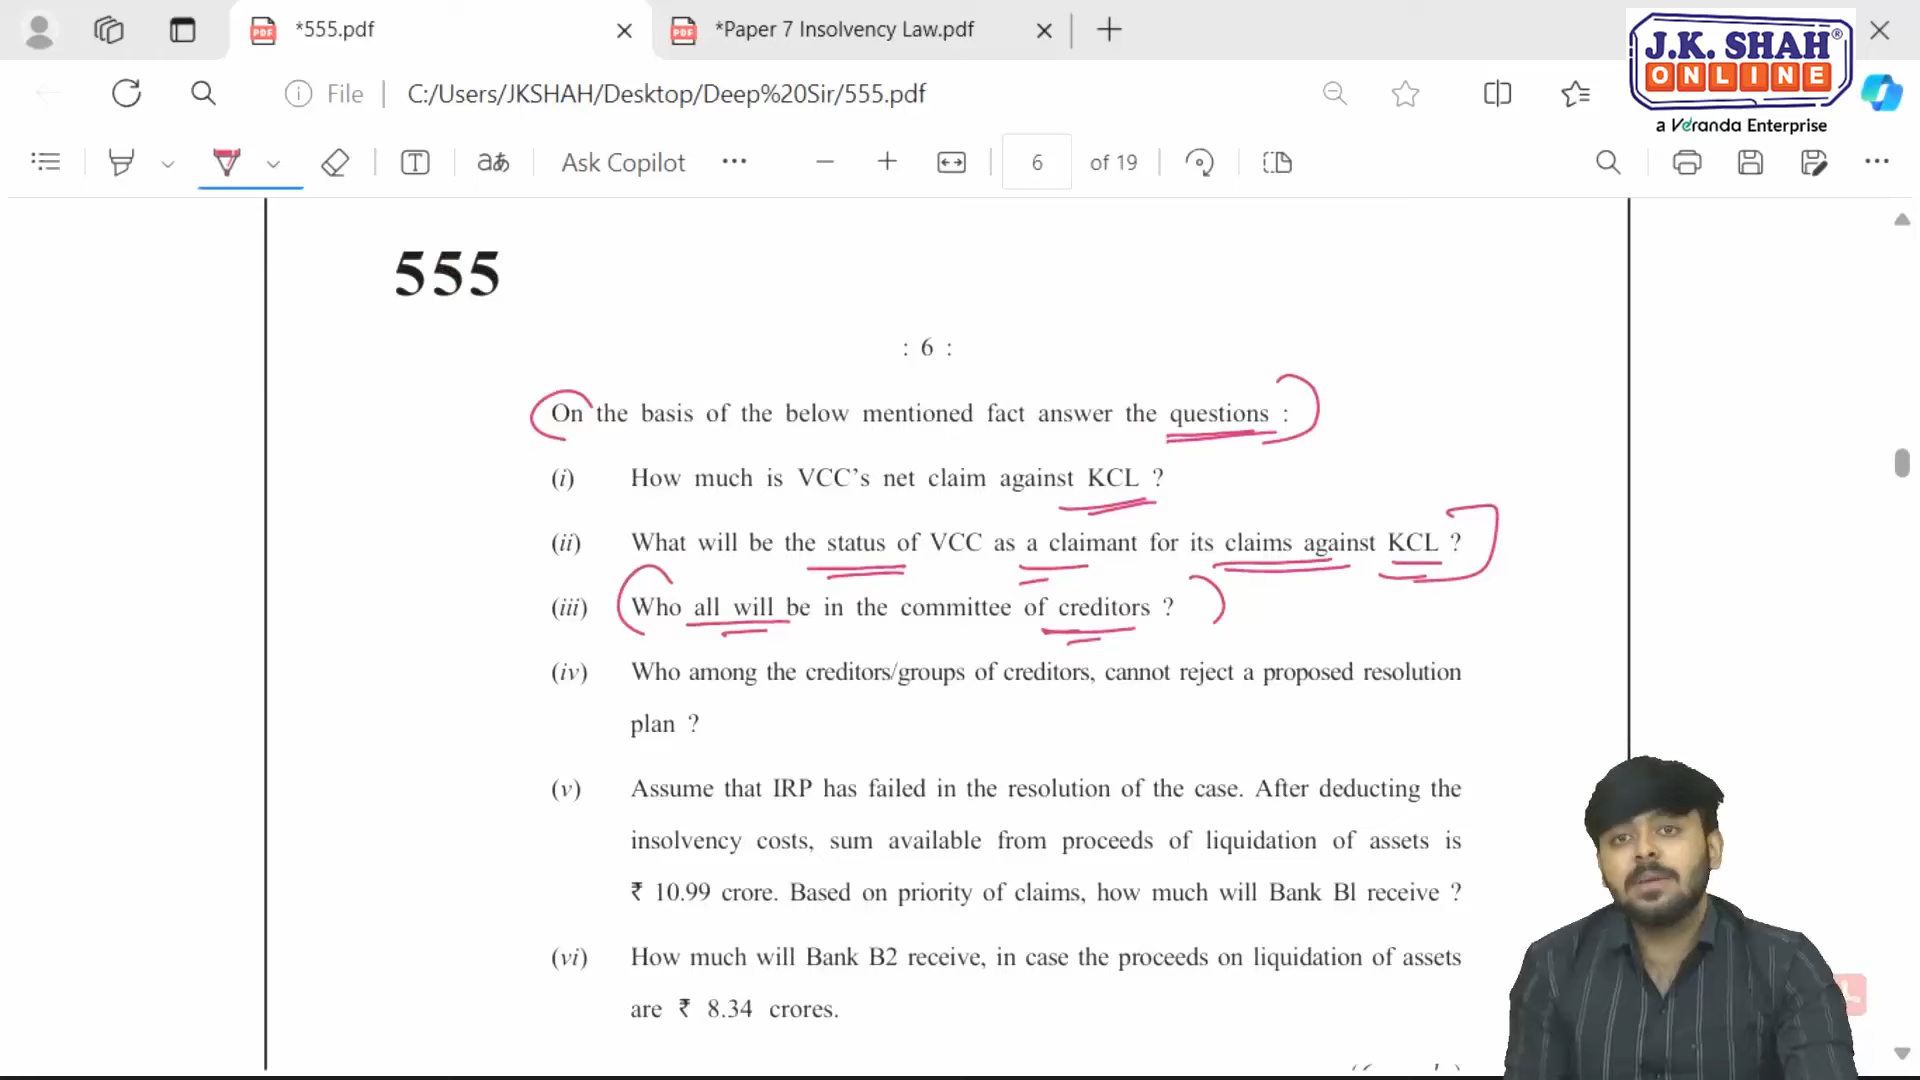 *555.pdf
*Paper 7 Insolvency Law.pdf
J.K. SHAH®
ONLINE
a Veranda Enterprise
File
C:/Users/JKSHAH/Desktop/Deep%20Sir/555.pdf
Ask Copilot
6
of 19
555
: 6 :
On the basis of the below mentioned fact answer the questions :
(i) How much is VCC's net claim against KCL ?
(ii) What will be the status of VCC as a claimant for its claims against KCL ?
(iii) Who all will be in the committee of creditors ?
(iv) Who among the creditors/groups of creditors, cannot reject a proposed resolution
plan ?
(v) Assume that IRP has failed in the resolution of the case. After deducting the
insolvency costs, sum available from proceeds of liquidation of assets is
₹ 10.99 crore. Based on priority of claims, how much will Bank Bl receive ?
(vi) How much will Bank B2 receive, in case the proceeds on liquidation of assets
are ₹ 8.34 crores.